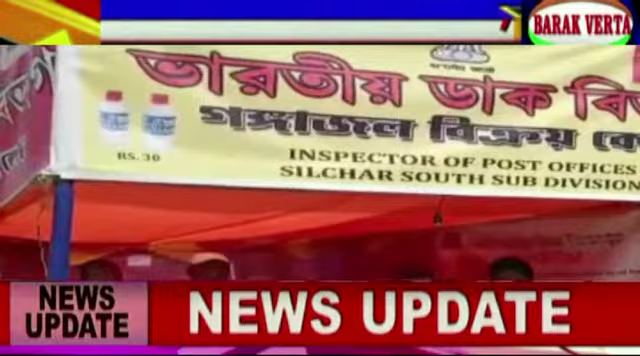 BARAK VERTA
ভারতীয় ডাক
গঙ্গাজল বিক্রয়
RS. 30
INSPECTOR OF POST OFFICES
SILCHAR SOUTH SUB DIVISION
NEWS UPDATE
NEWS UPDATE